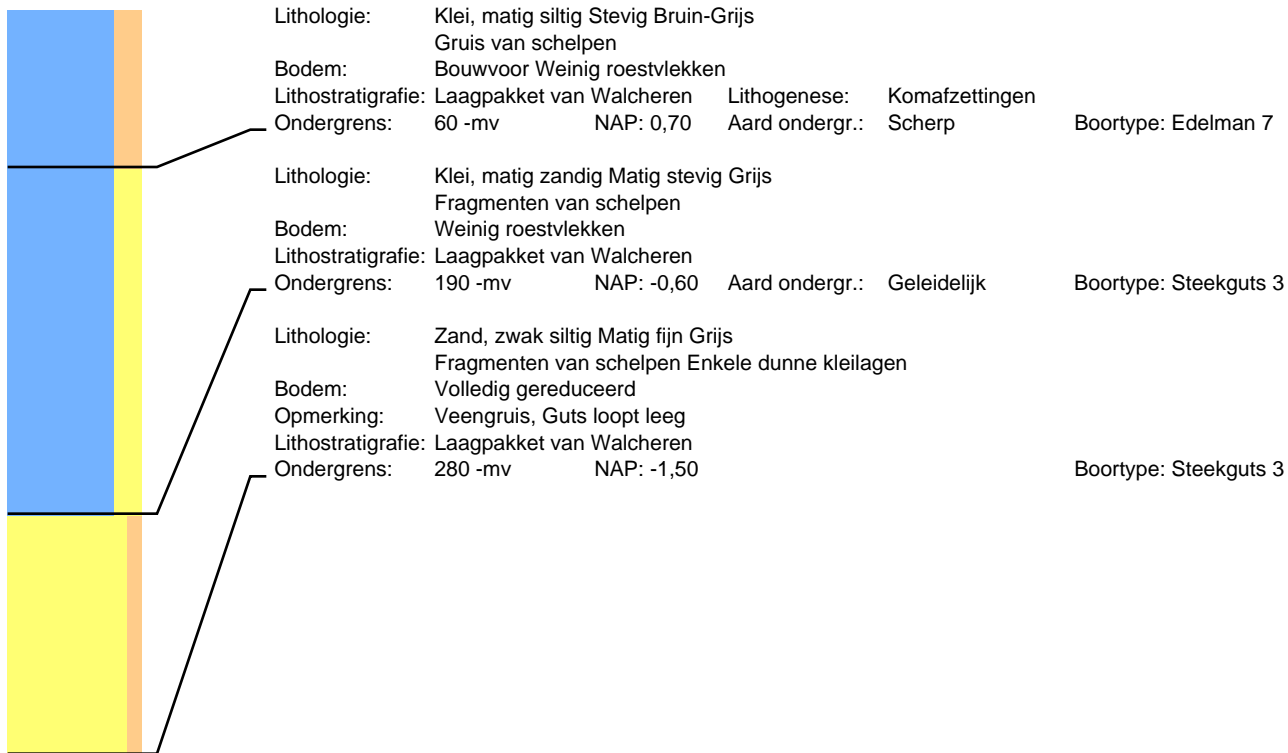 Lithologie: Klei, matig siltig Stevig Bruin-Grijs
Gruis van schelpen
Bodem: Bouwvoor Weinig roestvlekken
Lithostratigrafie: Laagpakket van Walcheren Lithogenese: Komafzettingen
Ondergrens: 60 -mv NAP: 0,70 Aard ondergr.: Scherp Boortype: Edelman 7
Lithologie: Klei, matig zandig Matig stevig Grijs
Fragmenten van schelpen
Bodem: Weinig roestvlekken
Lithostratigrafie: Laagpakket van Walcheren
Ondergrens: 190 -mv NAP: -0,60 Aard ondergr.: Geleidelijk Boortype: Steekguts 3
Lithologie: Zand, zwak siltig Matig fijn Grijs
Fragmenten van schelpen Enkele dunne kleilagen
Bodem: Volledig gereduceerd
Opmerking: Veengruis, Guts loopt leeg
Lithostratigrafie: Laagpakket van Walcheren
Ondergrens: 280 -mv NAP: -1,50 Boortype: Steekguts 3